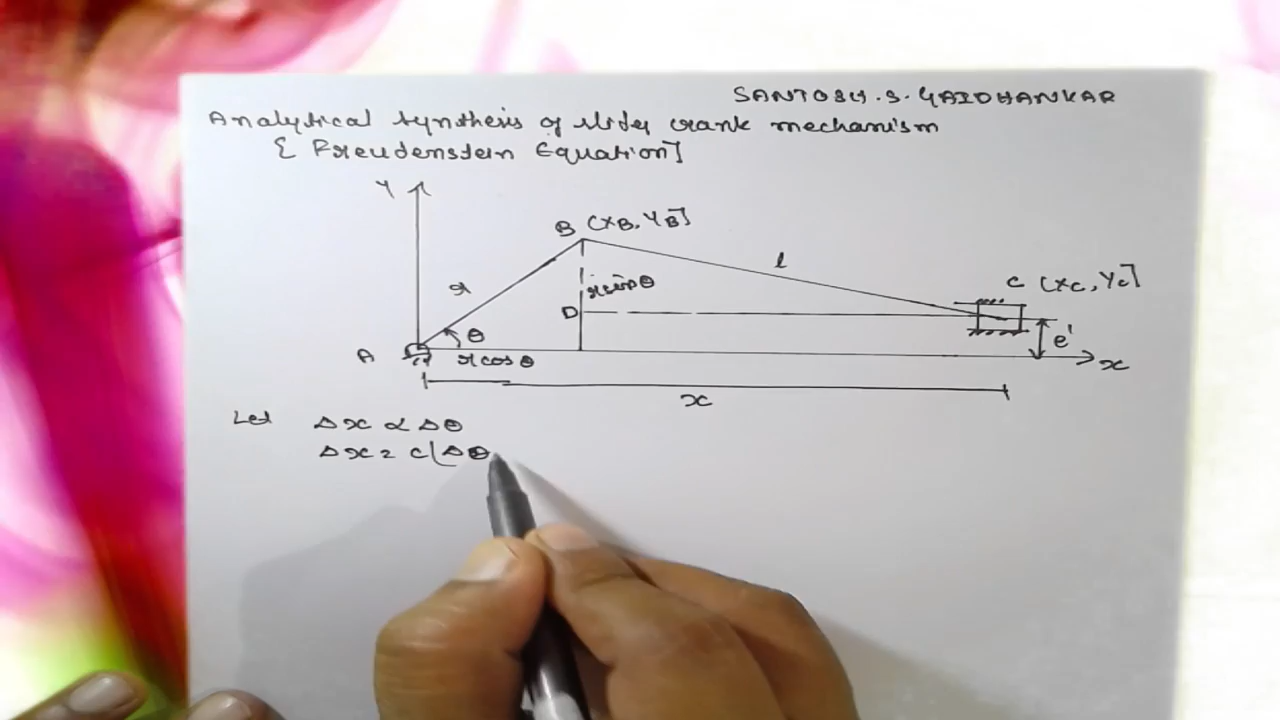 SANTOSH.S.GAIDHANKAR
Analytical synthesis of slider crank mechanism
[ Freudenstein Equation]
Y
B (XB, YB]
l
r
r sinθ
C (XC, YC]
D
θ
e'
A
r cos θ
x
x
Let Δx α Δθ
Δx = C(Δθ